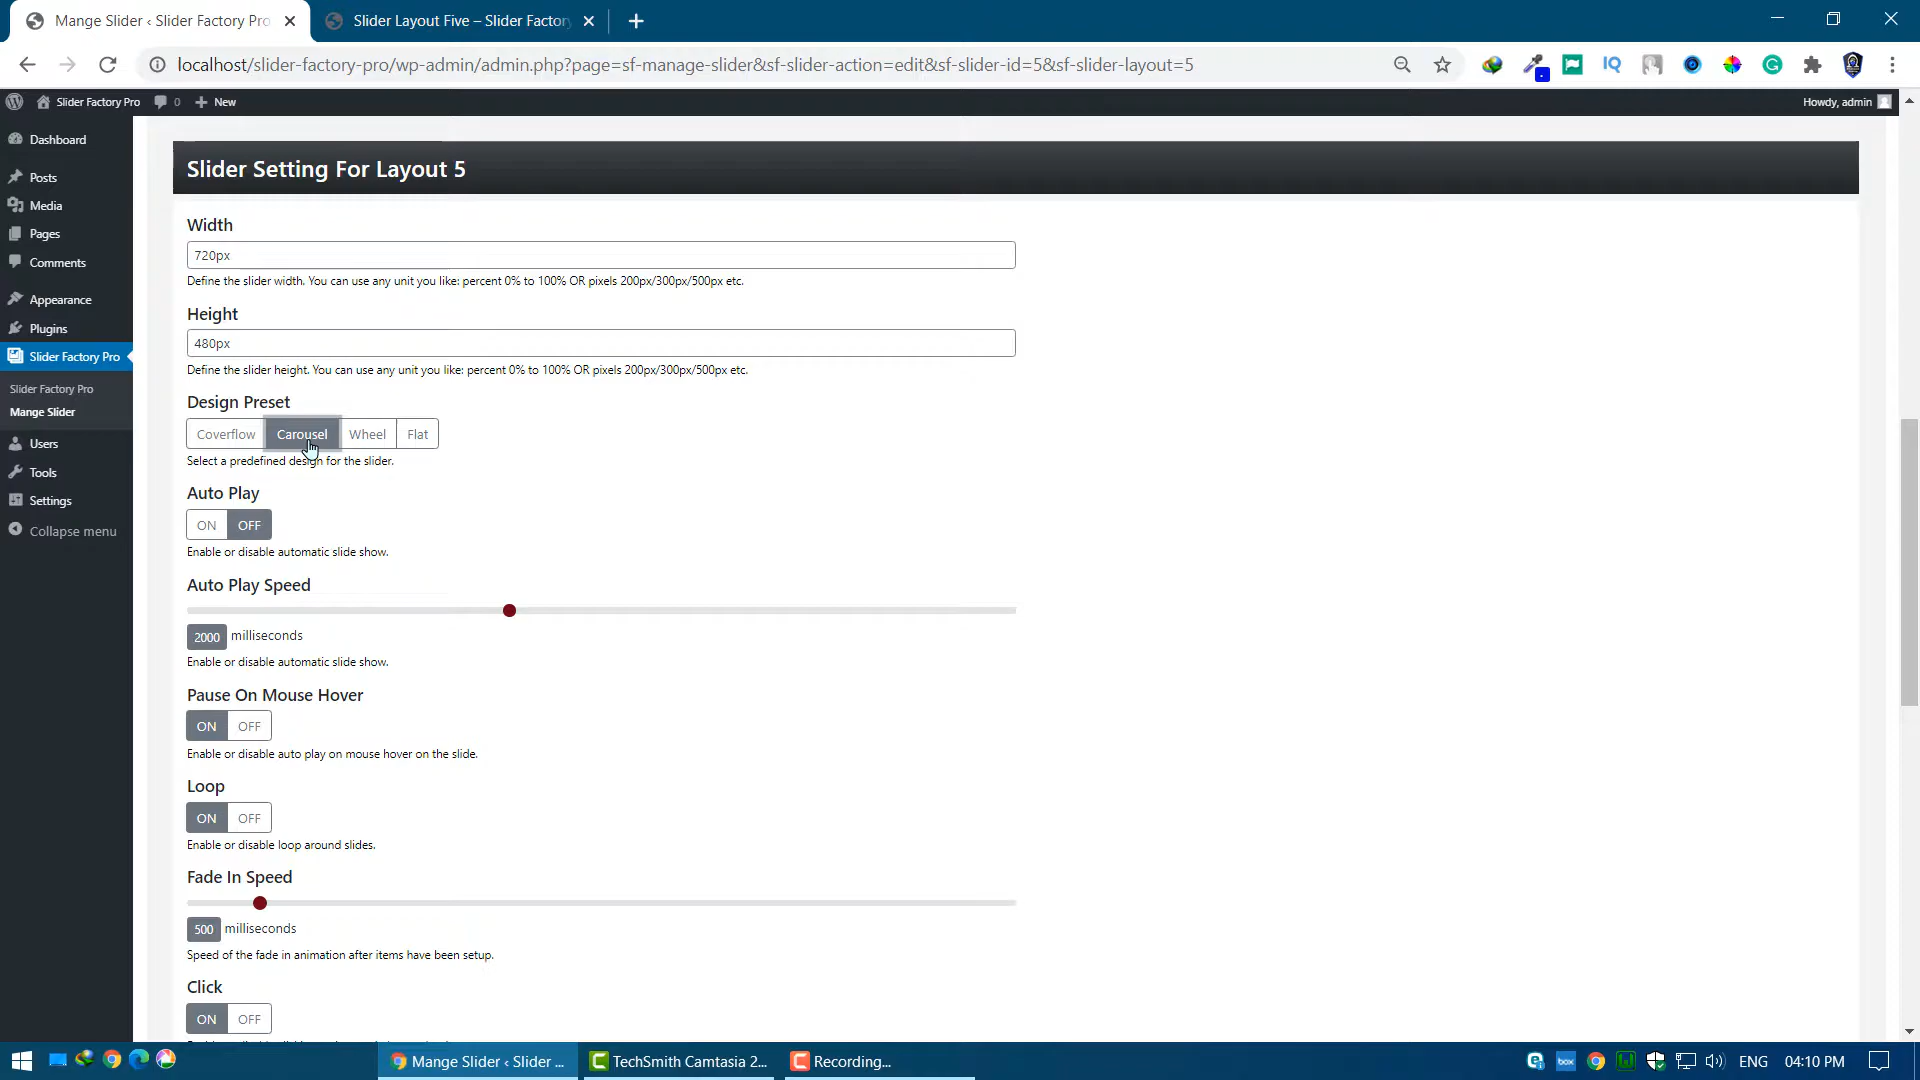 Mange Slider ‹ Slider Factory Pro
Slider Layout Five – Slider Factory
localhost/slider-factory-pro/wp-admin/admin.php?page=sf-manage-slider&sf-slider-action=edit&sf-slider-id=5&sf-slider-layout=5
Slider Factory Pro 0 New Howdy, admin
Dashboard
Posts
Media
Pages
Comments
Appearance
Plugins
Slider Factory Pro
Slider Factory Pro
Mange Slider
Users
Tools
Settings
Collapse menu
Slider Setting For Layout 5
Width
720px
Define the slider width. You can use any unit you like: percent 0% to 100% OR pixels 200px/300px/500px etc.
Height
480px
Define the slider height. You can use any unit you like: percent 0% to 100% OR pixels 200px/300px/500px etc.
Design Preset
Coverflow Carousel Wheel Flat
Select a predefined design for the slider.
Auto Play
ON OFF
Enable or disable automatic slide show.
Auto Play Speed
2000 milliseconds
Enable or disable automatic slide show.
Pause On Mouse Hover
ON OFF
Enable or disable auto play on mouse hover on the slide.
Loop
ON OFF
Enable or disable loop around slides.
Fade In Speed
500 milliseconds
Speed of the fade in animation after items have been setup.
Click
ON OFF
Mange Slider ‹ Slider ...
TechSmith Camtasia 2...
Recording...
ENG 04:10 PM